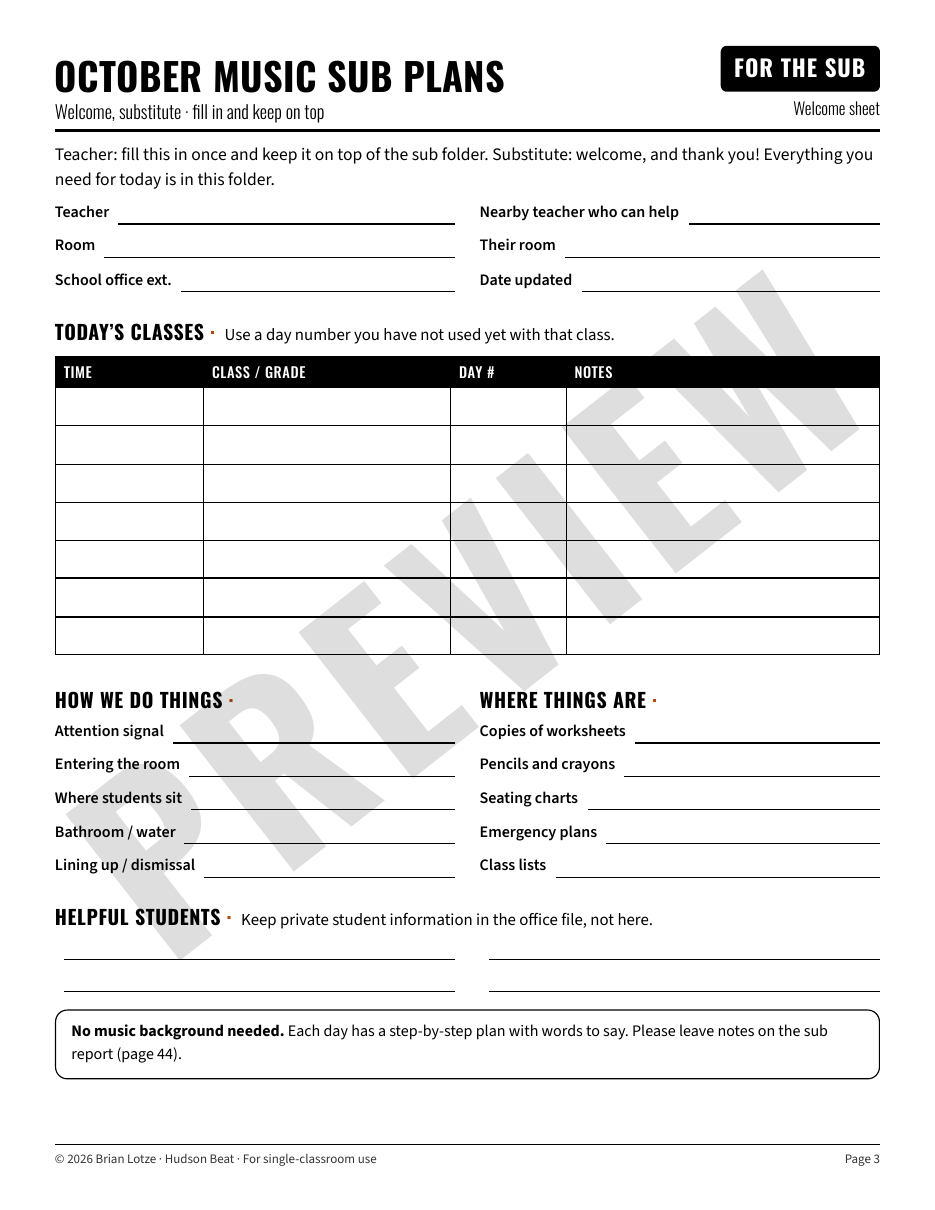 OCTOBER MUSIC SUB PLANS
FOR THE SUB
Welcome, substitute · fill in and keep on top
Welcome sheet
Teacher: fill this in once and keep it on top of the sub folder. Substitute: welcome, and thank you! Everything you
need for today is in this folder.
Teacher
Nearby teacher who can help
Room
Their room
School office ext.
Date updated
TODAY’S CLASSES · Use a day number you have not used yet with that class.
TIME CLASS / GRADE DAY # NOTES
PREVIEW
HOW WE DO THINGS ·
Attention signal
Entering the room
Where students sit
Bathroom / water
Lining up / dismissal
WHERE THINGS ARE ·
Copies of worksheets
Pencils and crayons
Seating charts
Emergency plans
Class lists
HELPFUL STUDENTS · Keep private student information in the office file, not here.
No music background needed. Each day has a step-by-step plan with words to say. Please leave notes on the sub
report (page 44).
© 2026 Brian Lotze · Hudson Beat · For single-classroom use
Page 3